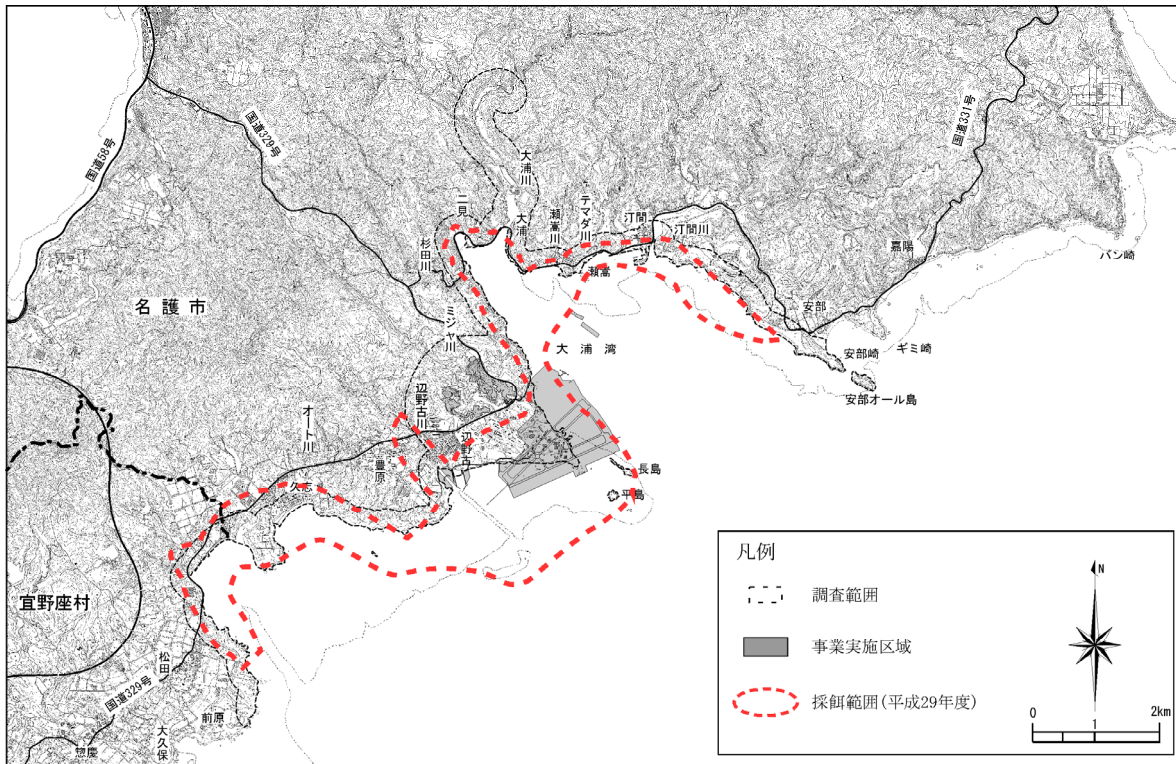 国道58号
国道329号
国道331号
大浦川
二見
大浦
瀬嵩川
テマダ川
汀間
汀間川
杉田川
瀬嵩
嘉陽
バン崎
名護市
ミジャ川
安部
大浦湾
安部崎
ギミ崎
安部オール島
辺野古川
オート川
辺野古
豊原
久志
長島
平島
宜野座村
松田
国道329号
前原
大久保
惣慶
凡例
調査範囲
事業実施区域
採餌範囲(平成29年度)
N
0 1 2km